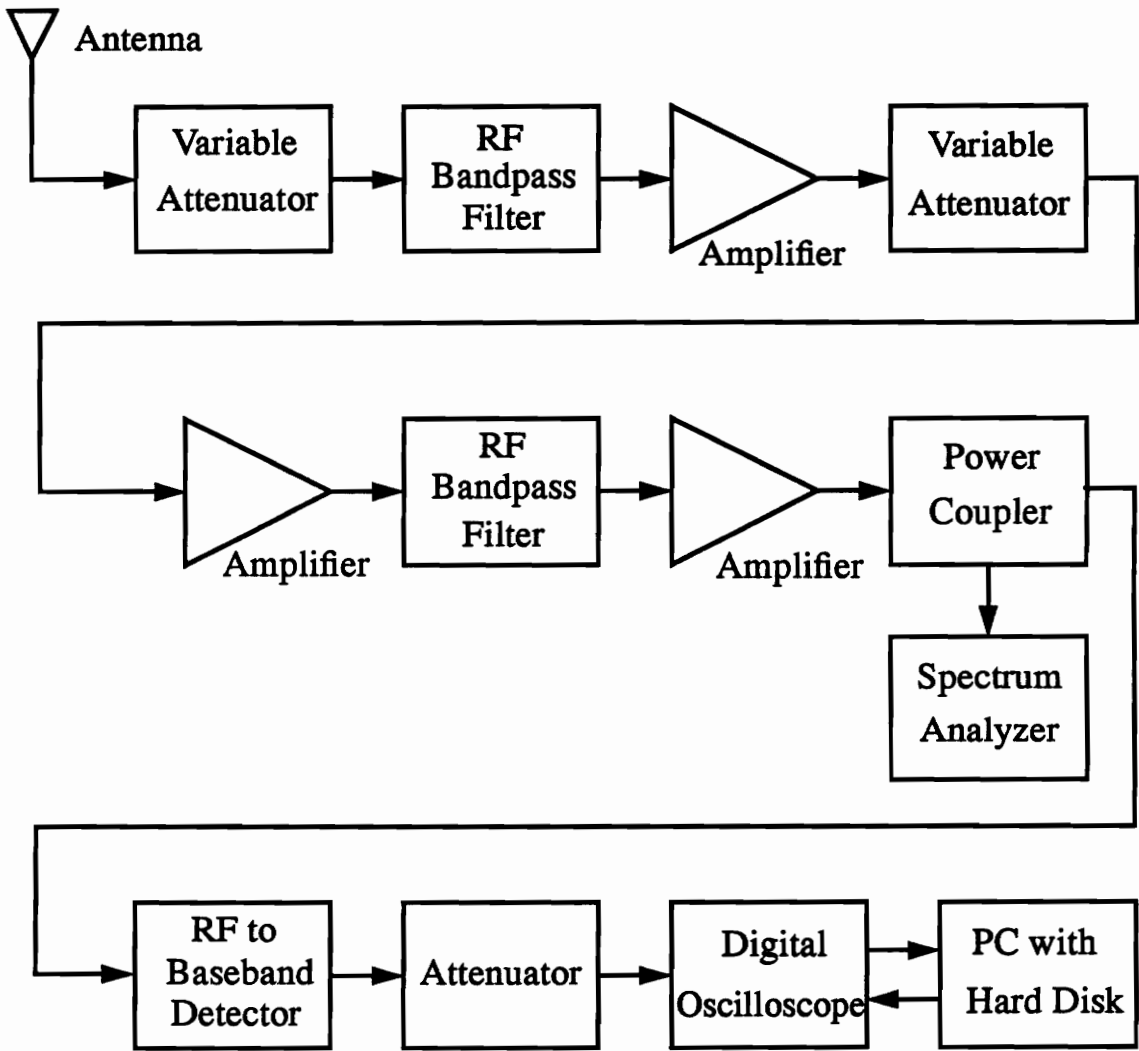 Antenna
Variable
Attenuator
RF
Bandpass
Filter
Amplifier
Variable
Attenuator
Amplifier
RF
Bandpass
Filter
Amplifier
Power
Coupler
Spectrum
Analyzer
RF to
Baseband
Detector
Attenuator
Digital
Oscilloscope
PC with
Hard Disk